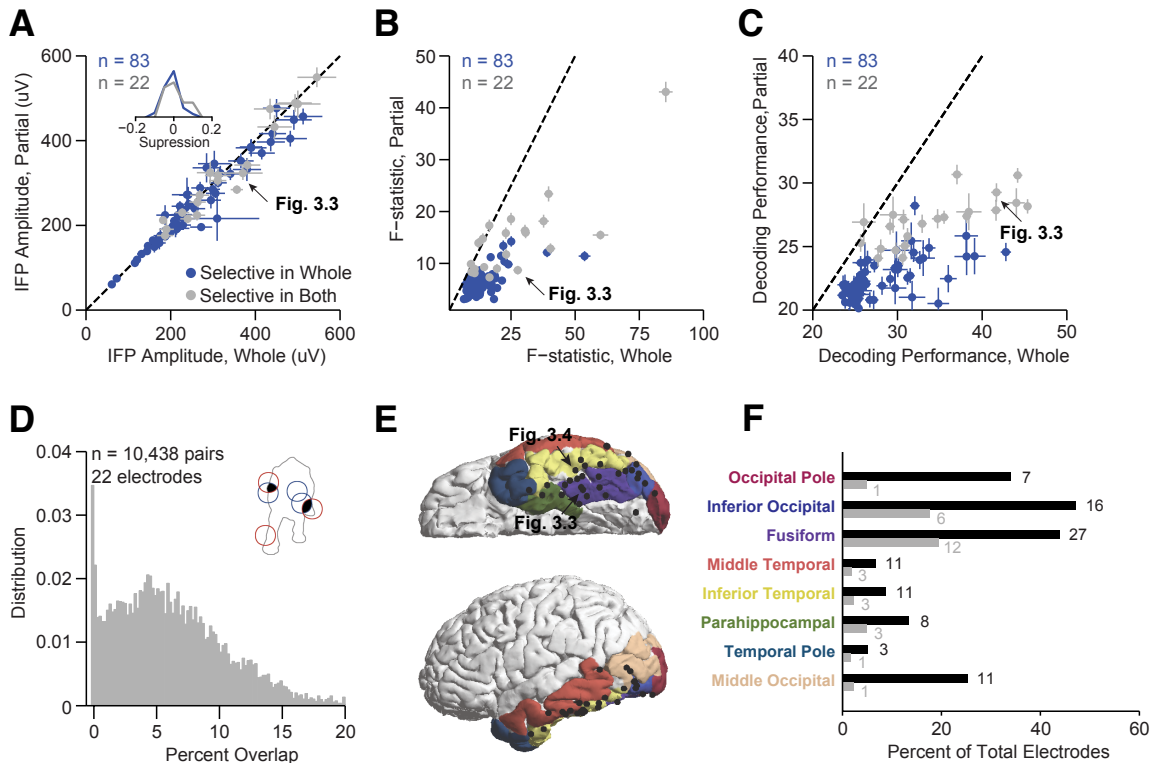 A
600
400
200
0
IFP Amplitude, Partial (uV)
n = 83
n = 22
−0.2 0 0.2
Supression
Fig. 3.3
Selective in Whole
Selective in Both
0 200 400 600
IFP Amplitude, Whole (uV)
B
50
40
30
20
10
F−statistic, Partial
n = 83
n = 22
Fig. 3.3
25 50 75 100
F−statistic, Whole
C
40
35
30
25
20
Decoding Performance,Partial
n = 83
n = 22
Fig. 3.3
20 30 40 50
Decoding Performance, Whole
D
0.04
0.03
0.02
0.01
0
Distribution
n = 10,438 pairs
22 electrodes
0 5 10 15 20
Percent Overlap
E
Fig. 3.4
Fig. 3.3
F
Occipital Pole 7
1
Inferior Occipital 16
6
Fusiform 27
12
Middle Temporal 11
3
Inferior Temporal 11
3
Parahippocampal 8
3
Temporal Pole 3
1
Middle Occipital 11
1
0 20 40 60
Percent of Total Electrodes